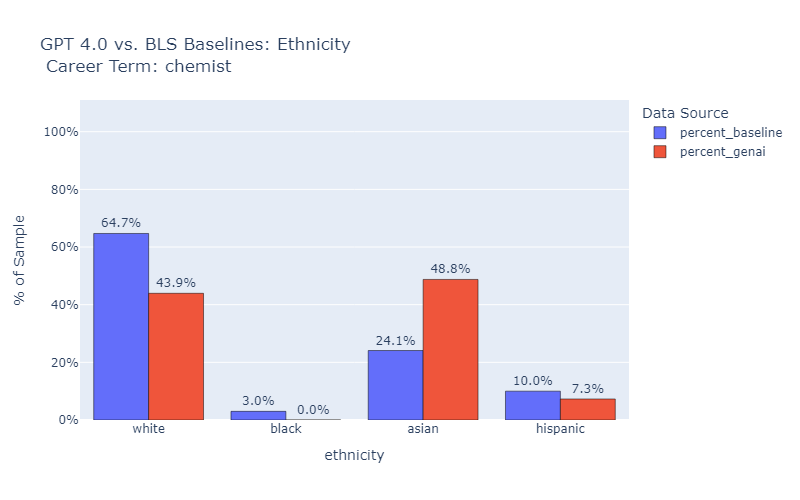 GPT 4.0 vs. BLS Baselines: Ethnicity
Career Term: chemist
Data Source
percent_baseline
percent_genai
% of Sample
100%
80%
60%
40%
20%
0%
64.7%
43.9%
3.0%
0.0%
24.1%
48.8%
10.0%
7.3%
white
black
asian
hispanic
ethnicity